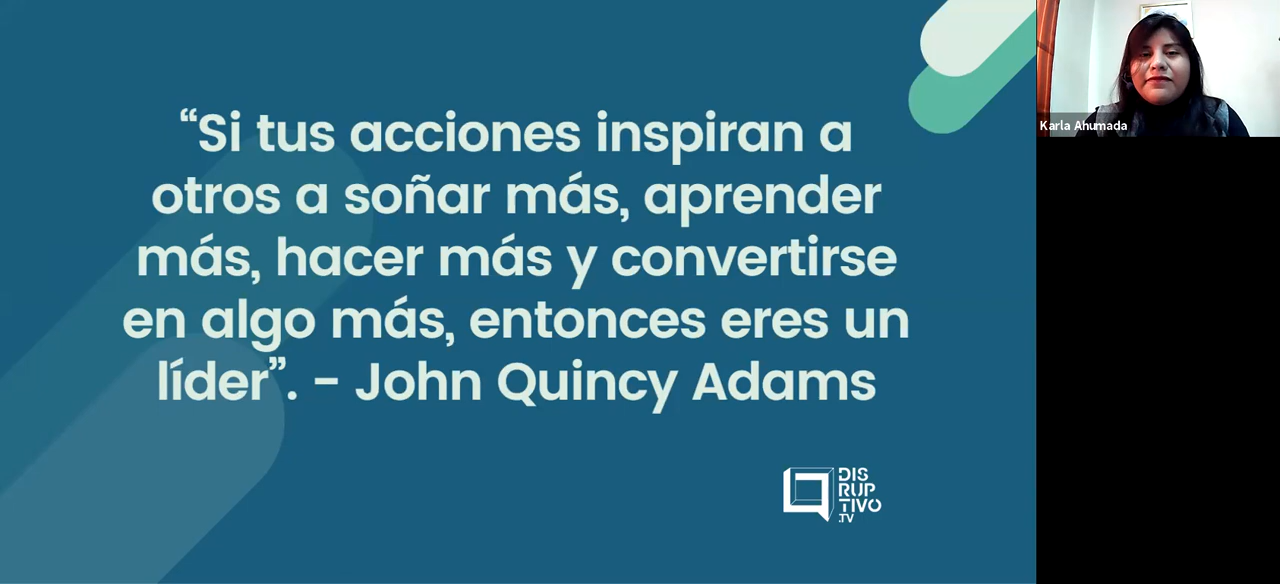 “Si tus acciones inspiran a
otros a soñar más, aprender
más, hacer más y convertirse
en algo más, entonces eres un
líder”. - John Quincy Adams
DIS
RUP
TIVO
.TV
Karla Ahumada